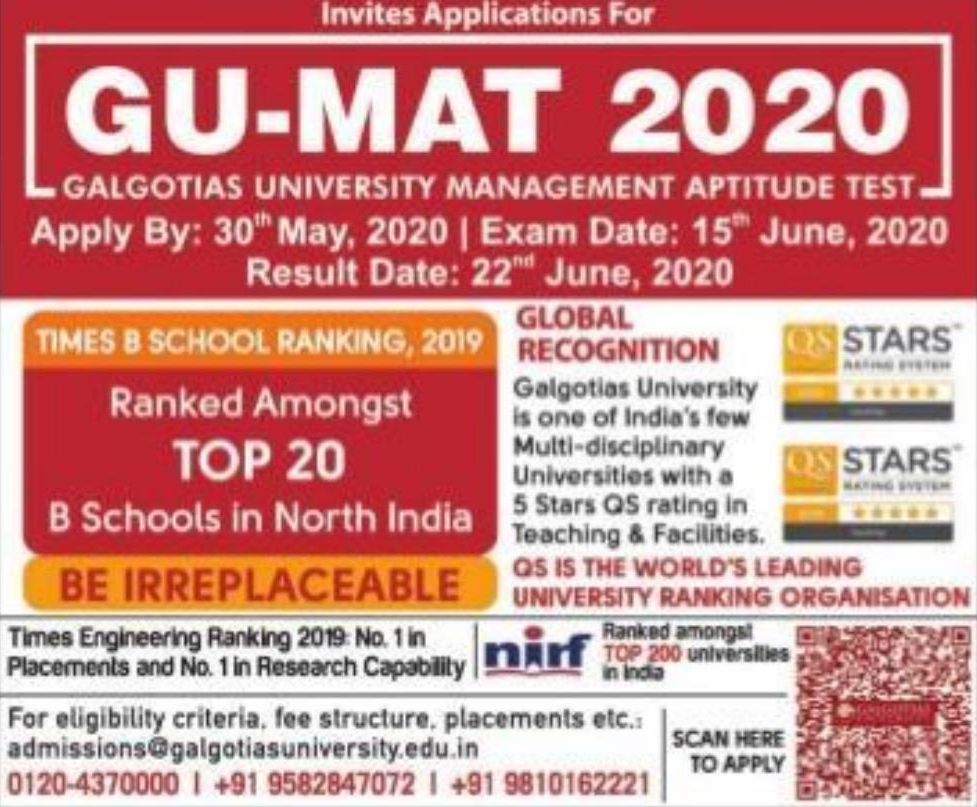 Invites Applications For
GU-MAT 2020
GALGOTIAS UNIVERSITY MANAGEMENT APTITUDE TEST
Apply By: 30th May, 2020 | Exam Date: 15th June, 2020
Result Date: 22nd June, 2020
TIMES B SCHOOL RANKING, 2019
Ranked Amongst
TOP 20
B Schools in North India
BE IRREPLACEABLE
GLOBAL
RECOGNITION
Galgotias University
is one of India's few
Multi-disciplinary
Universities with a
5 Stars QS rating in
Teaching & Facilities.
QS STARS™
RATING SYSTEM
QS STARS™
RATING SYSTEM
QS IS THE WORLD'S LEADING
UNIVERSITY RANKING ORGANISATION
Times Engineering Ranking 2019: No. 1 in
Placements and No. 1 in Research Capability
nirf
Ranked amongst
TOP 200 universities
in India
For eligibility criteria, fee structure, placements etc.:
admissions@galgotiasuniversity.edu.in
0120-4370000 | +91 9582847072 | +91 9810162221
SCAN HERE
TO APPLY
GALGOTIAS